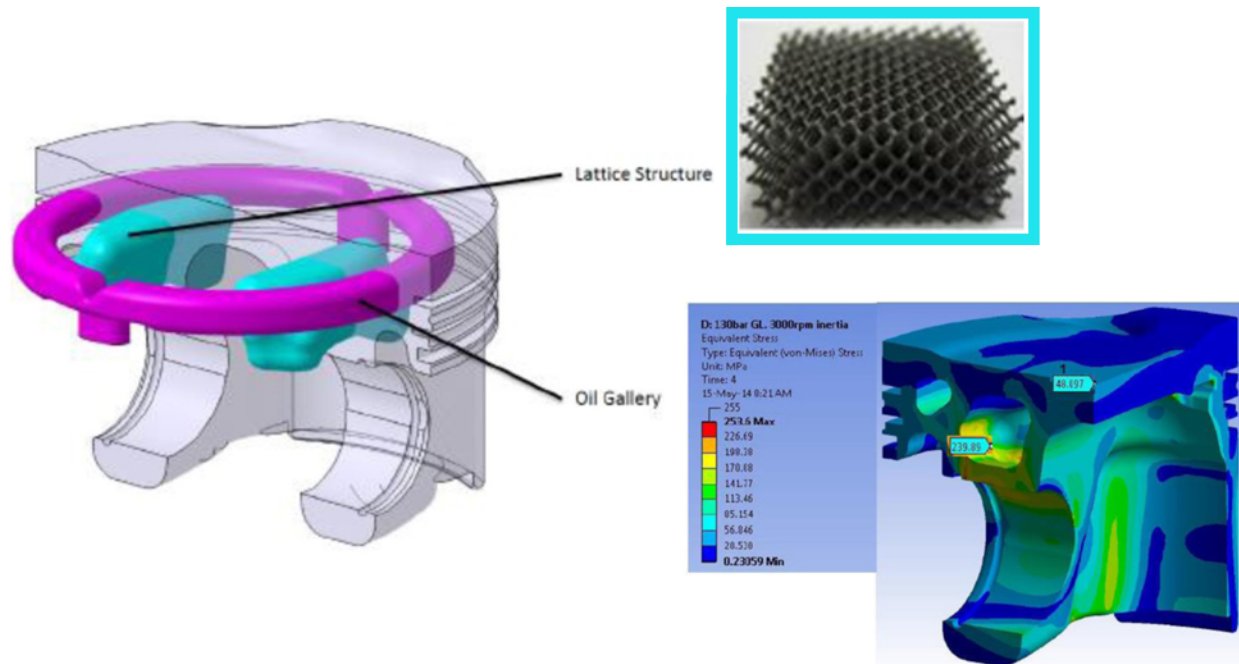 Lattice Structure
Oil Gallery
D: 130bar GL. 3000rpm inertia
Equivalent Stress
Type: Equivalent (von-Mises) Stress
Unit: MPa
Time: 4
15-May-14 8:21 AM
255
253.6 Max
226.69
198.38
170.08
141.77
113.46
85.154
56.846
28.538
0.23059 Min
1
48.897
239.89